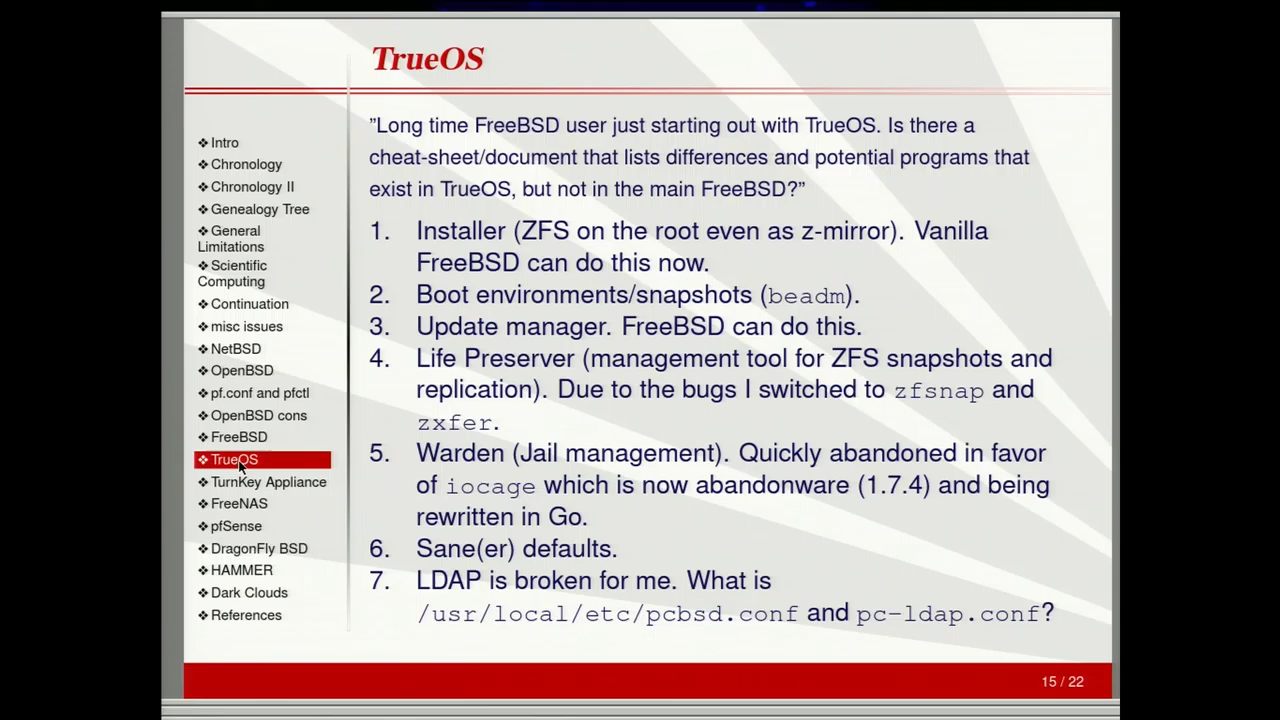 TrueOS
❖ Intro
❖ Chronology
❖ Chronology II
❖ Genealogy Tree
❖ General
Limitations
❖ Scientific
Computing
❖ Continuation
❖ misc issues
❖ NetBSD
❖ OpenBSD
❖ pf.conf and pfctl
❖ OpenBSD cons
❖ FreeBSD
❖ TrueOS
❖ TurnKey Appliance
❖ FreeNAS
❖ pfSense
❖ DragonFly BSD
❖ HAMMER
❖ Dark Clouds
❖ References
”Long time FreeBSD user just starting out with TrueOS. Is there a
cheat-sheet/document that lists differences and potential programs that
exist in TrueOS, but not in the main FreeBSD?”
1. Installer (ZFS on the root even as z-mirror). Vanilla
FreeBSD can do this now.
2. Boot environments/snapshots (beadm).
3. Update manager. FreeBSD can do this.
4. Life Preserver (management tool for ZFS snapshots and
replication). Due to the bugs I switched to zfsnap and
zxfer.
5. Warden (Jail management). Quickly abandoned in favor
of iocage which is now abandonware (1.7.4) and being
rewritten in Go.
6. Sane(er) defaults.
7. LDAP is broken for me. What is
/usr/local/etc/pcbsd.conf and pc-ldap.conf?
15 / 22